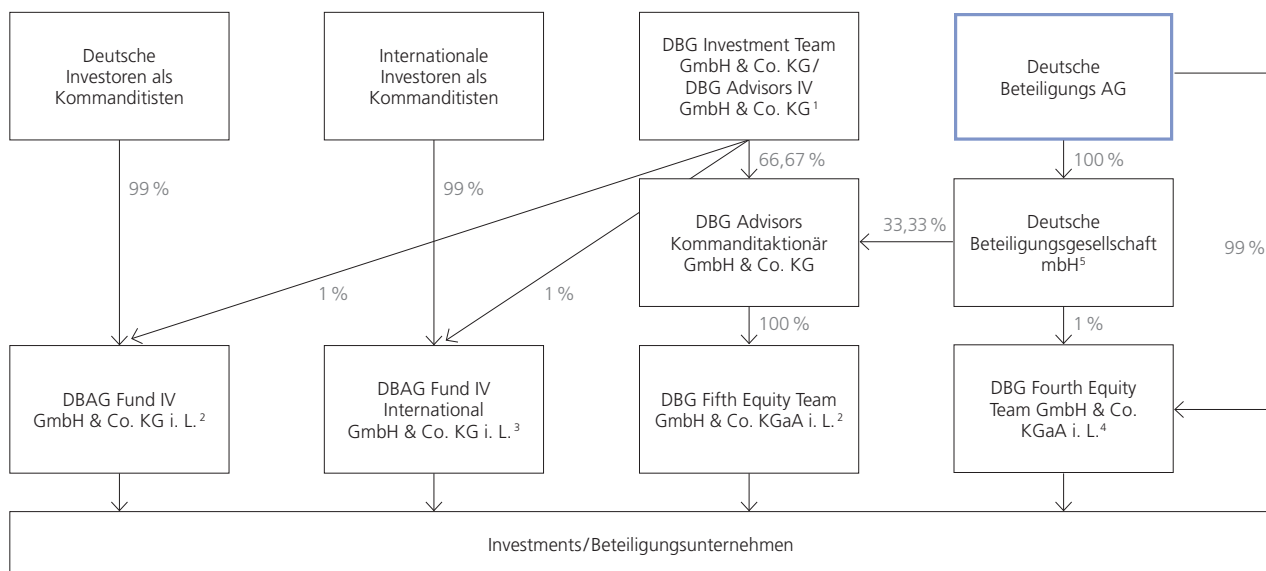 Deutsche
Investoren als
Kommanditisten
Internationale
Investoren als
Kommanditisten
DBG Investment Team
GmbH & Co. KG/
DBG Advisors IV
GmbH & Co. KG¹
Deutsche
Beteiligungs AG
99 %
99 %
66,67 %
100 %
DBG Advisors
Kommanditaktionär
GmbH & Co. KG
33,33 %
Deutsche
Beteiligungsgesellschaft
mbH⁵
99 %
1 %
1 %
100 %
1 %
DBAG Fund IV
GmbH & Co. KG i. L.²
DBAG Fund IV
International
GmbH & Co. KG i. L.³
DBG Fifth Equity Team
GmbH & Co. KGaA i. L.²
DBG Fourth Equity
Team GmbH & Co.
KGaA i. L.⁴
Investments/Beteiligungsunternehmen